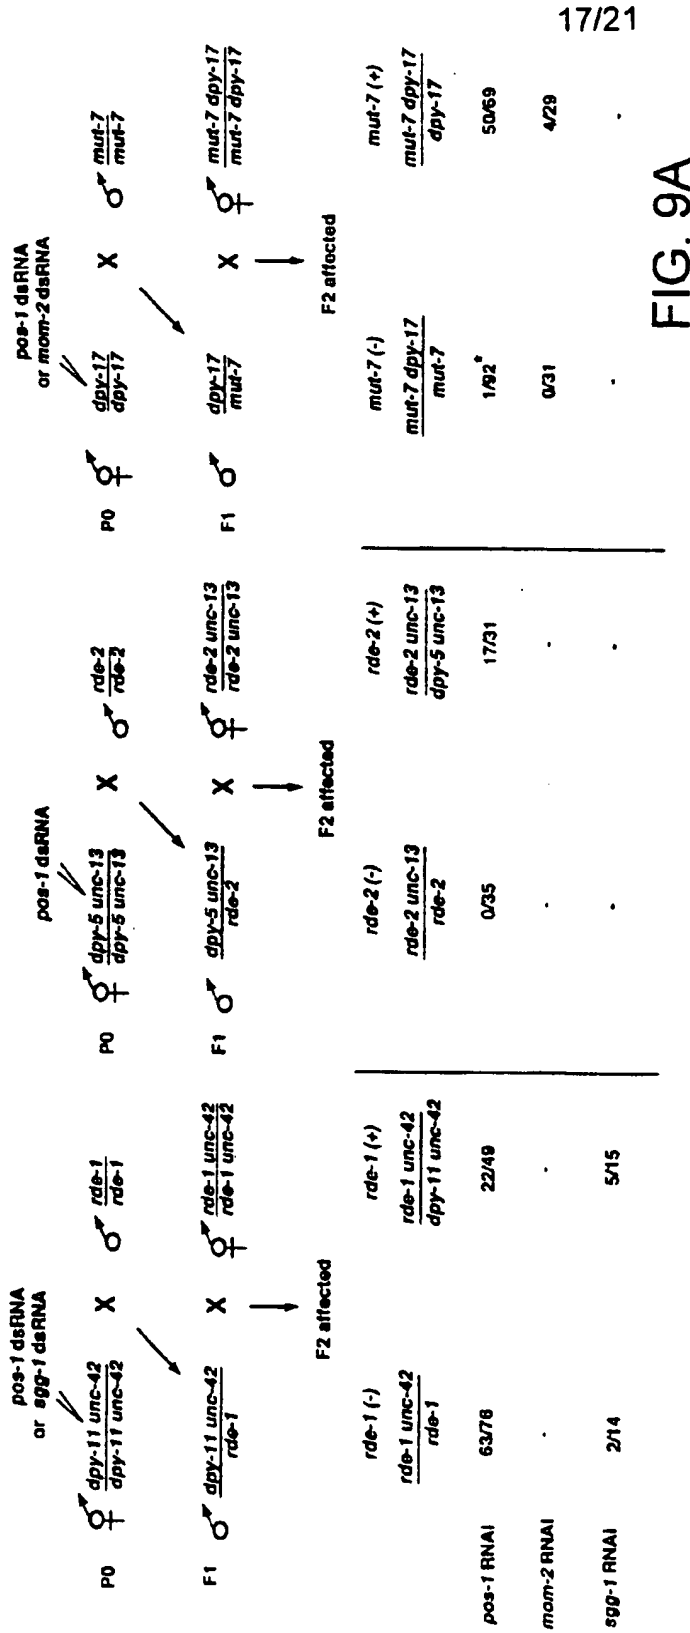 17/21
pos-1 dsRNA
or sgg-1 dsRNA
P0 dpy-11 unc-42 X rde-1
dpy-11 unc-42 rde-1
F1 dpy-11 unc-42 X rde-1 unc-42
rde-1 rde-1 unc-42
F2 affected
pos-1 dsRNA
P0 dpy-5 unc-13 X rde-2
dpy-5 unc-13 rde-2
F1 dpy-5 unc-13 X rde-2 unc-13
rde-2 rde-2 unc-13
F2 affected
pos-1 dsRNA
or mom-2 dsRNA
P0 dpy-17 X mut-7
dpy-17 mut-7
F1 dpy-17 X mut-7 dpy-17
mut-7 mut-7 dpy-17
F2 affected
rde-1 (-) rde-1 (+) rde-2 (-) rde-2 (+) mut-7 (-) mut-7 (+)
rde-1 unc-42 rde-1 unc-42 rde-2 unc-13 rde-2 unc-13 mut-7 dpy-17 mut-7 dpy-17
rde-1 dpy-11 unc-42 rde-2 dpy-5 unc-13 mut-7 dpy-17
pos-1 RNAi 63/76 22/49 0/35 17/31 1/92* 50/69
mom-2 RNAi - - - - 0/31 4/29
sgg-1 RNAi 2/14 5/15 - - - -
FIG. 9A